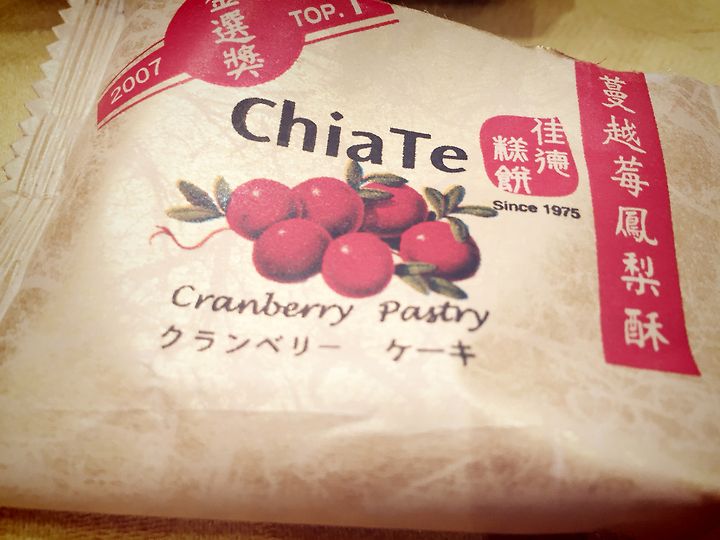 金選獎
TOP.1
2007
ChiaTe
佳德
糕餅
Since 1975
蔓越莓鳳梨酥
Cranberry Pastry
クランベリー ケーキ